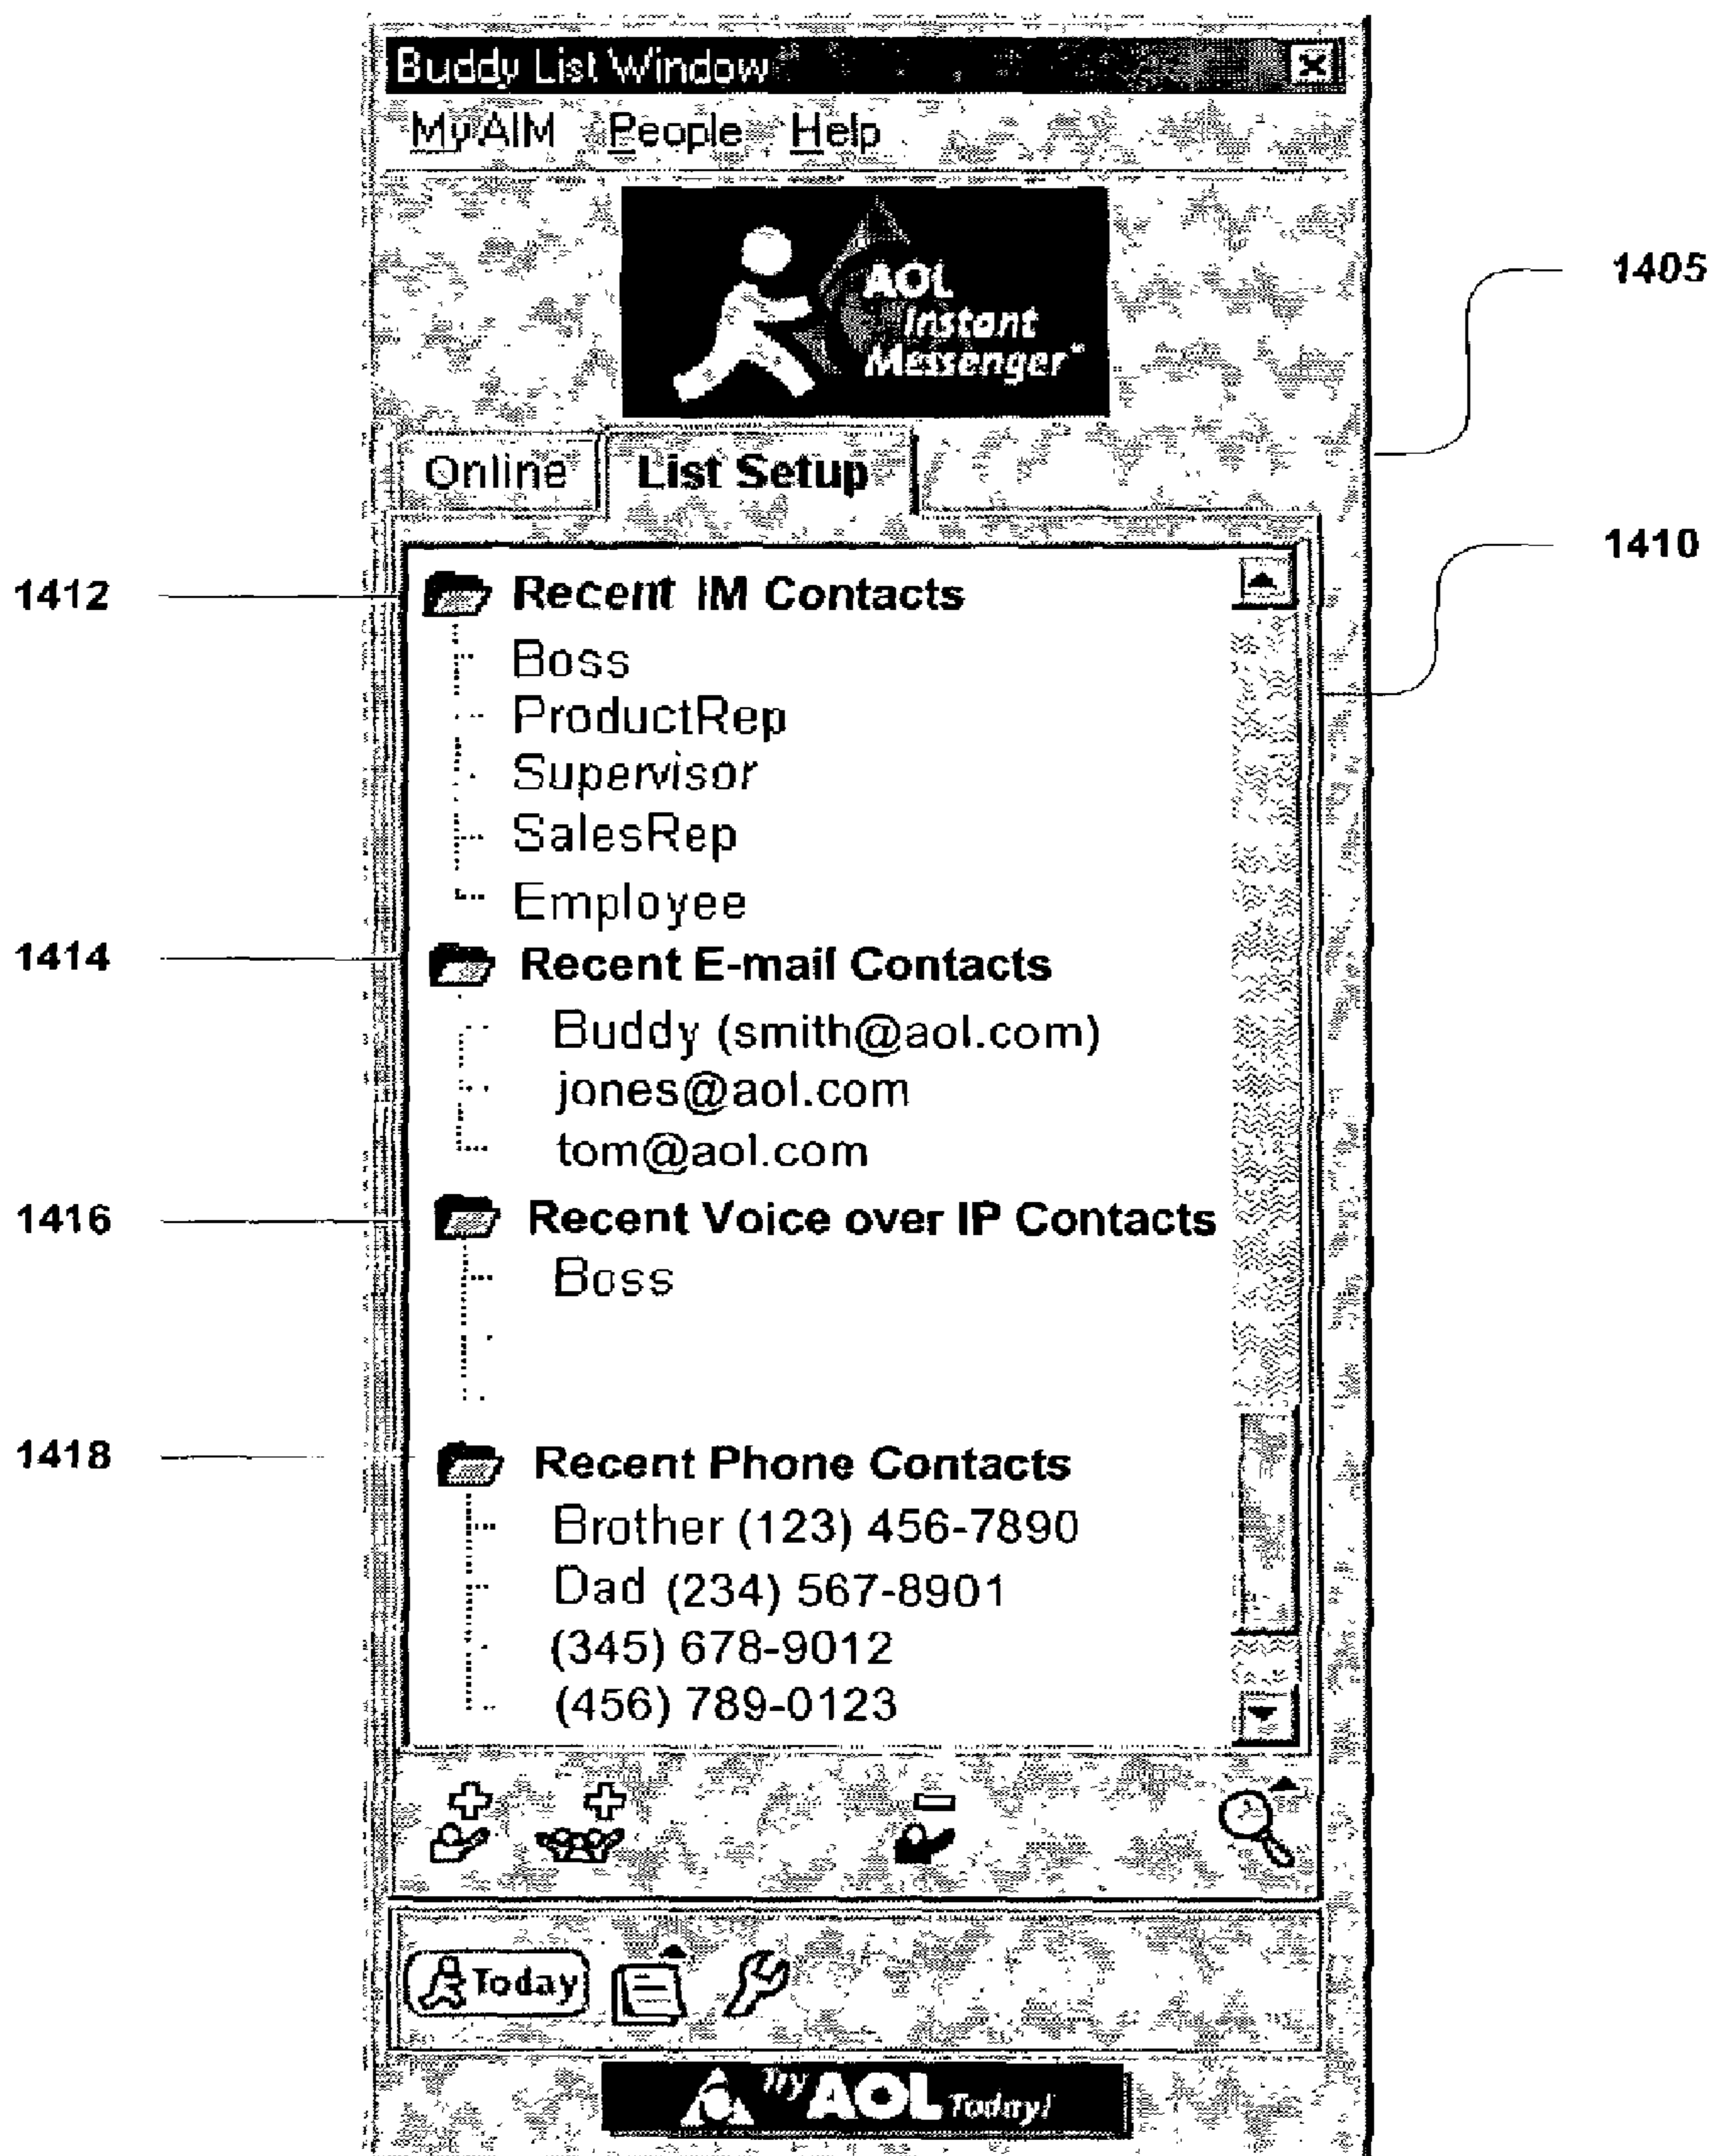 Buddy List Window
My AIM People Help
AOL
Instant
Messenger
1405
Online List Setup
1410
1412 Recent IM Contacts
Boss
ProductRep
Supervisor
SalesRep
Employee
1414 Recent E-mail Contacts
Buddy (smith@aol.com)
jones@aol.com
tom@aol.com
1416 Recent Voice over IP Contacts
Boss
1418 Recent Phone Contacts
Brother (123) 456-7890
Dad (234) 567-8901
(345) 678-9012
(456) 789-0123
Today
Try AOL Today!